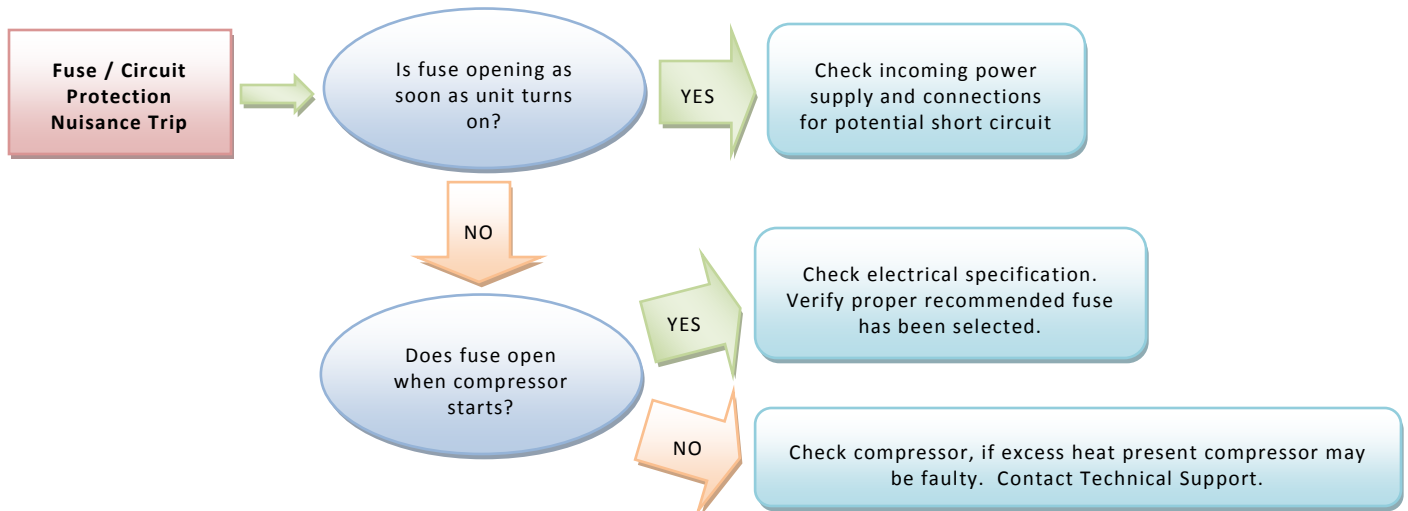 Fuse / Circuit
Protection
Nuisance Trip
Is fuse opening as
soon as unit turns
on?
YES
Check incoming power
supply and connections
for potential short circuit
NO
Does fuse open
when compressor
starts?
YES
Check electrical specification.
Verify proper recommended fuse
has been selected.
NO
Check compressor, if excess heat present compressor may
be faulty.  Contact Technical Support.